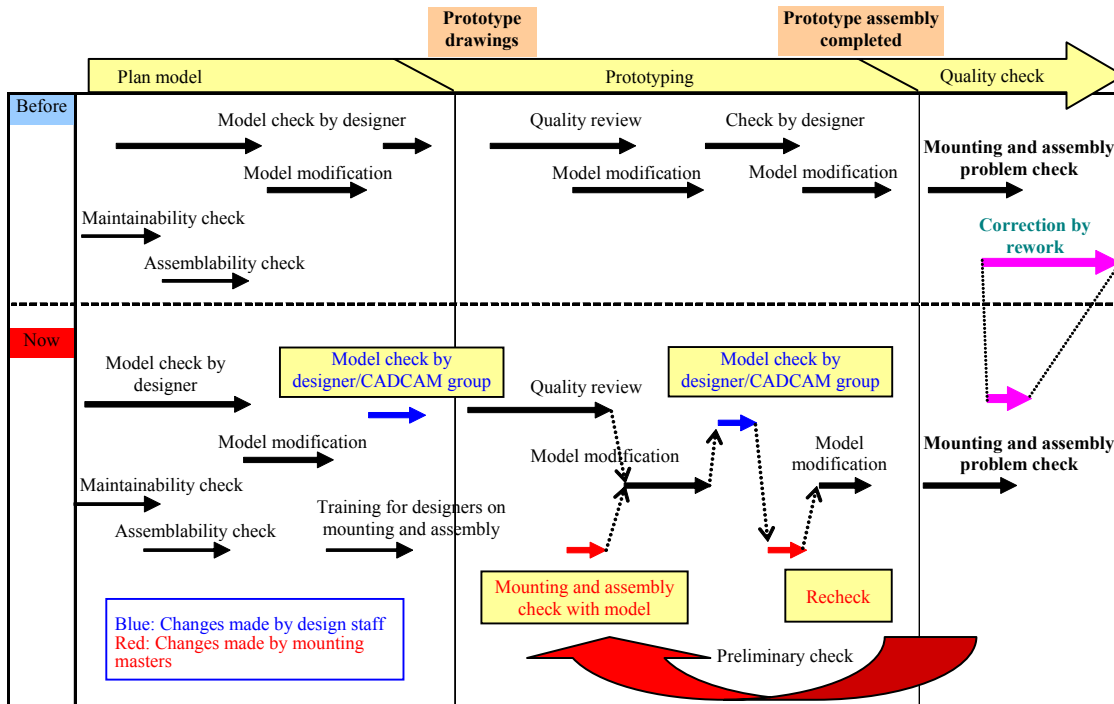 Prototype
drawings
Prototype assembly
completed
Plan model
Prototyping
Quality check
Before
Model check by designer
Quality review
Check by designer
Mounting and assembly
problem check
Model modification
Model modification
Model modification
Maintainability check
Correction by
rework
Assemblability check
Now
Model check by
designer
Model check by
designer/CADCAM group
Quality review
Model check by
designer/CADCAM group
Model modification
Model modification
Model
modification
Mounting and assembly
problem check
Maintainability check
Assemblability check
Training for designers on
mounting and assembly
Mounting and assembly
check with model
Recheck
Blue: Changes made by design staff
Red: Changes made by mounting
masters
Preliminary check